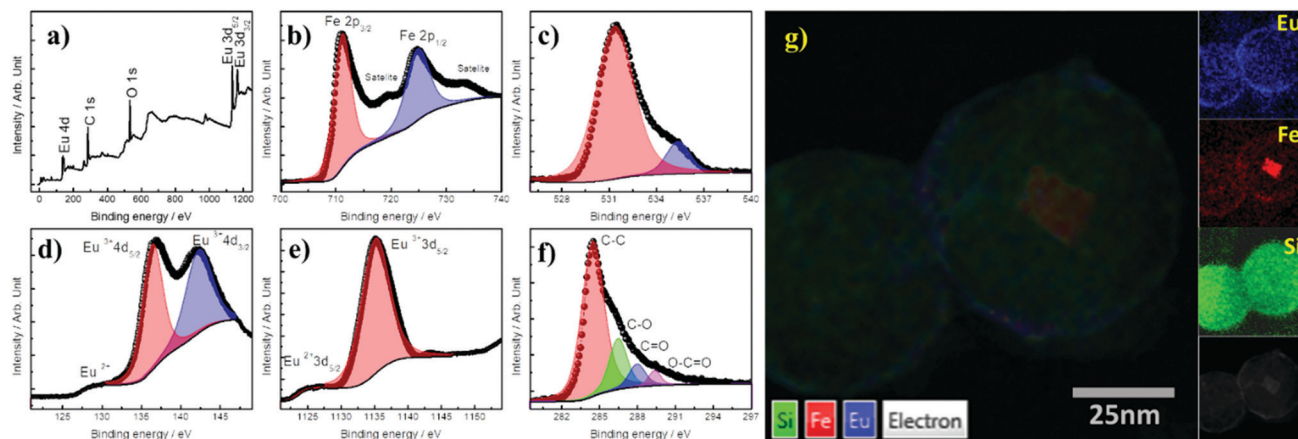 a)
Intensity / Arb. Unit
Eu 4d
C 1s
O 1s
Eu 3d5/2
Eu 3d3/2
0 200 400 600 800 1000 1200
Binding energy / eV
b)
Intensity / Arb. Unit
Fe 2p3/2
Fe 2p1/2
Satelite
Satelite
700 710 720 730 740
Binding energy / eV
c)
Intensity / Arb. Unit
528 531 534 537 540
Binding energy / eV
d)
Intensity / Arb. Unit
Eu 3+4d5/2
Eu 3+4d3/2
Eu 2+
125 130 135 140 145
Binding energy / eV
e)
Intensity / Arb. Unit
Eu 3+3d5/2
Eu 2+3d5/2
1125 1130 1135 1140 1145 1150
Binding energy / eV
f)
Intensity / Arb. Unit
C-C
C-O
C=O
O-C=O
282 285 288 291 294 297
Binding energy / eV
g)
Si Fe Eu Electron
25nm
Eu
Fe
Si